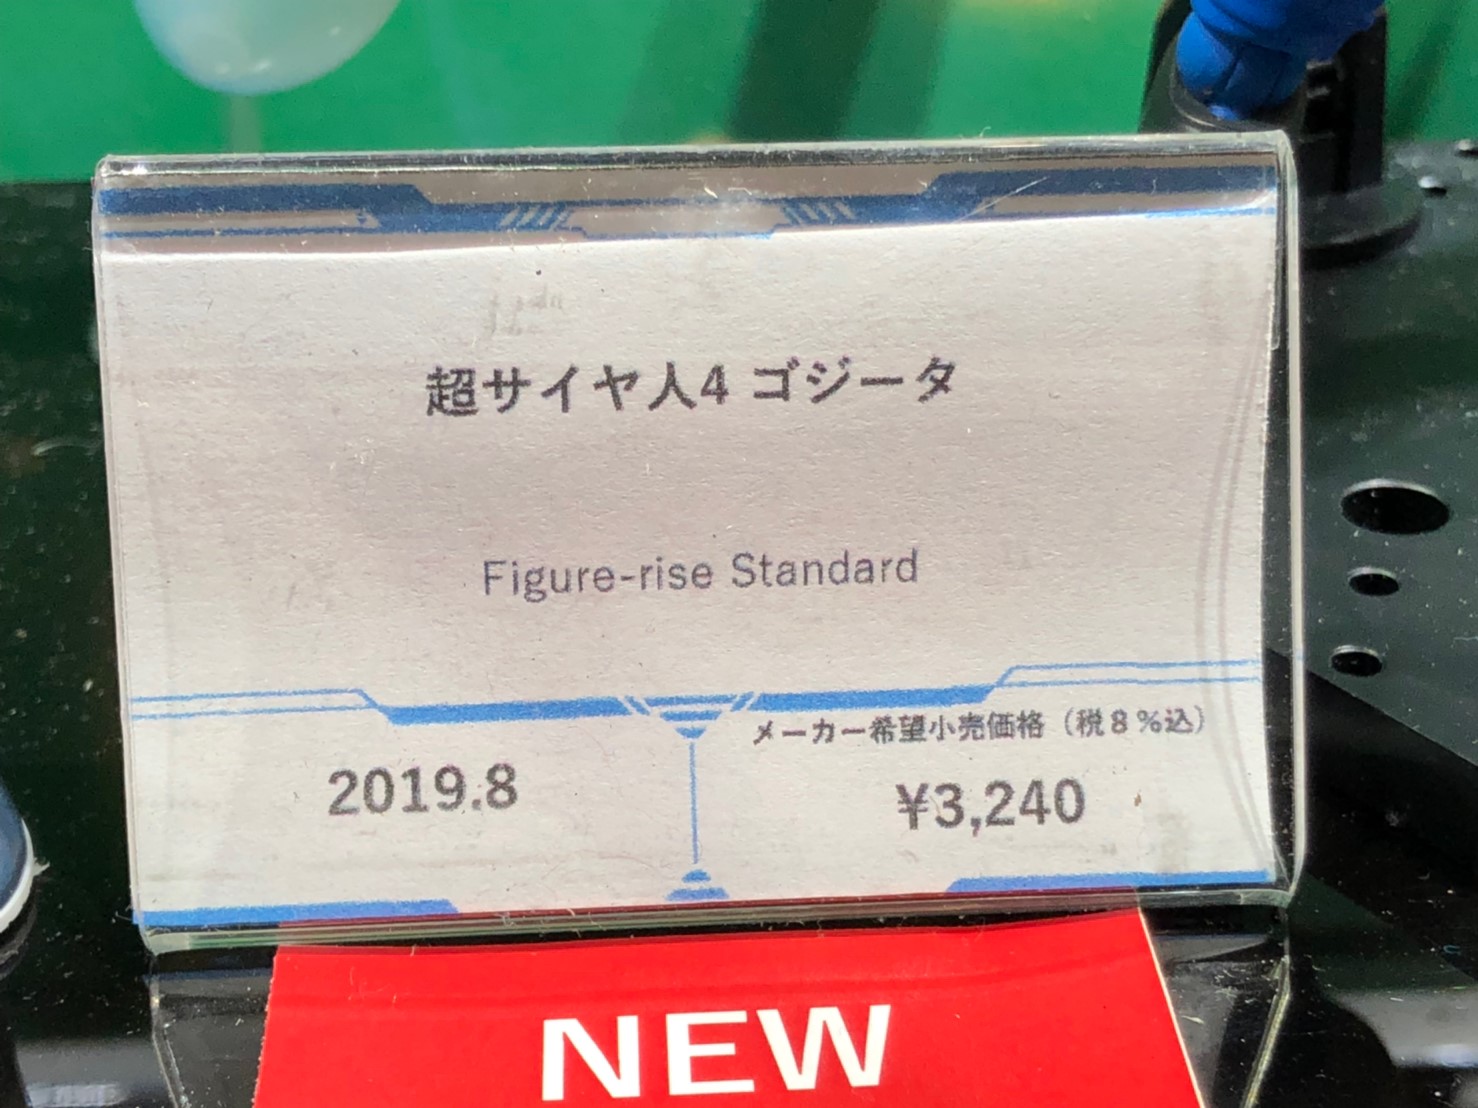 超サイヤ人4 ゴジータ
Figure-rise Standard
メーカー希望小売価格（税8%込）
2019.8
¥3,240
NEW